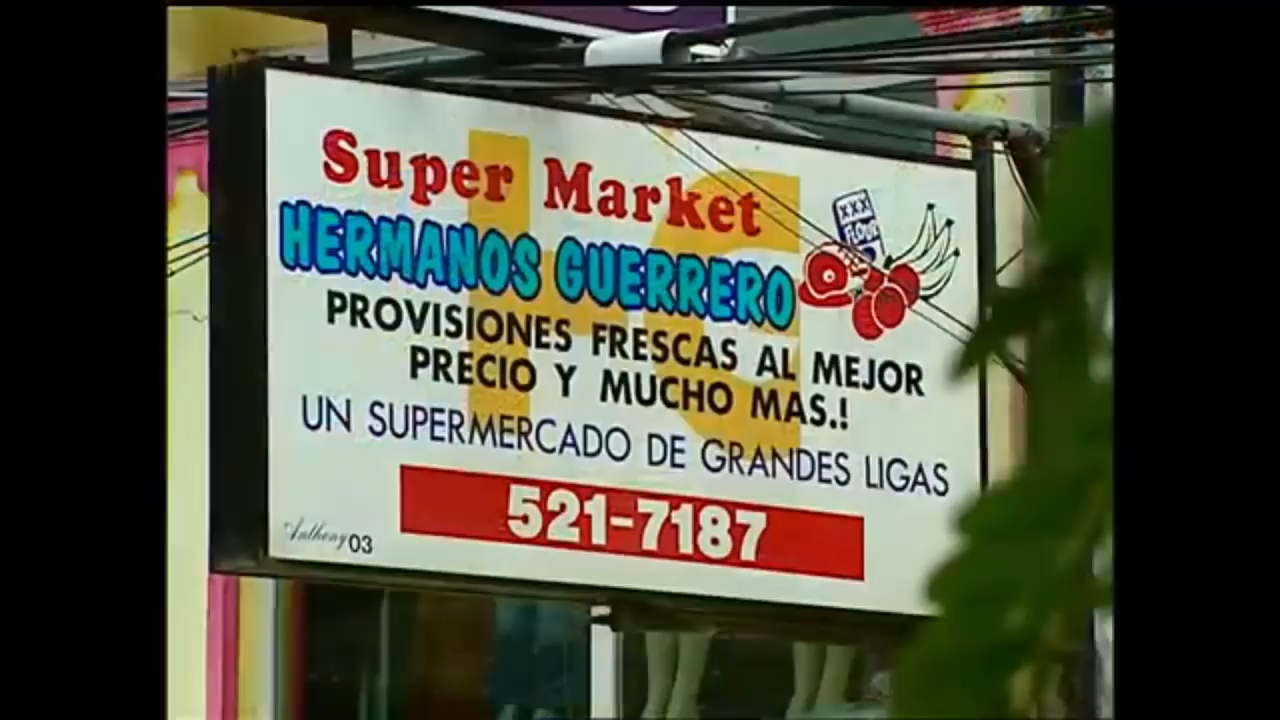 Super Market
HERMANOS GUERRERO
XXX
FLOUR
PROVISIONES FRESCAS AL MEJOR
PRECIO Y MUCHO MAS.!
UN SUPERMERCADO DE GRANDES LIGAS
521-7187
Anthony 03